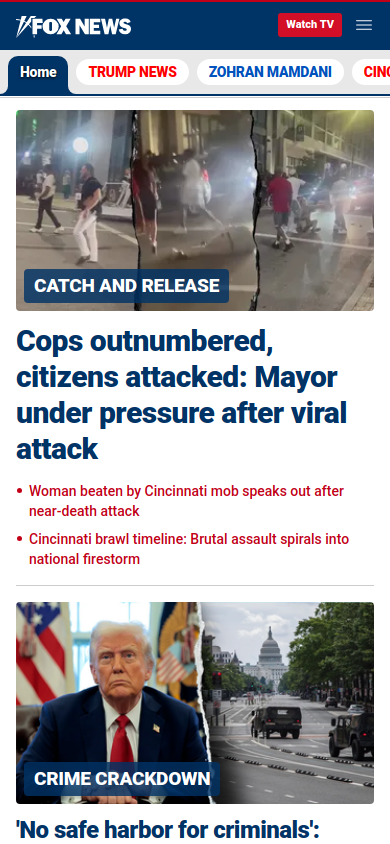 FOX NEWS
Watch TV
Home
TRUMP NEWS
ZOHRAN MAMDANI
CATCH AND RELEASE
Cops outnumbered,
citizens attacked: Mayor
under pressure after viral
attack
Woman beaten by Cincinnati mob speaks out after
near-death attack
Cincinnati brawl timeline: Brutal assault spirals into
national firestorm
CRIME CRACKDOWN
'No safe harbor for criminals':